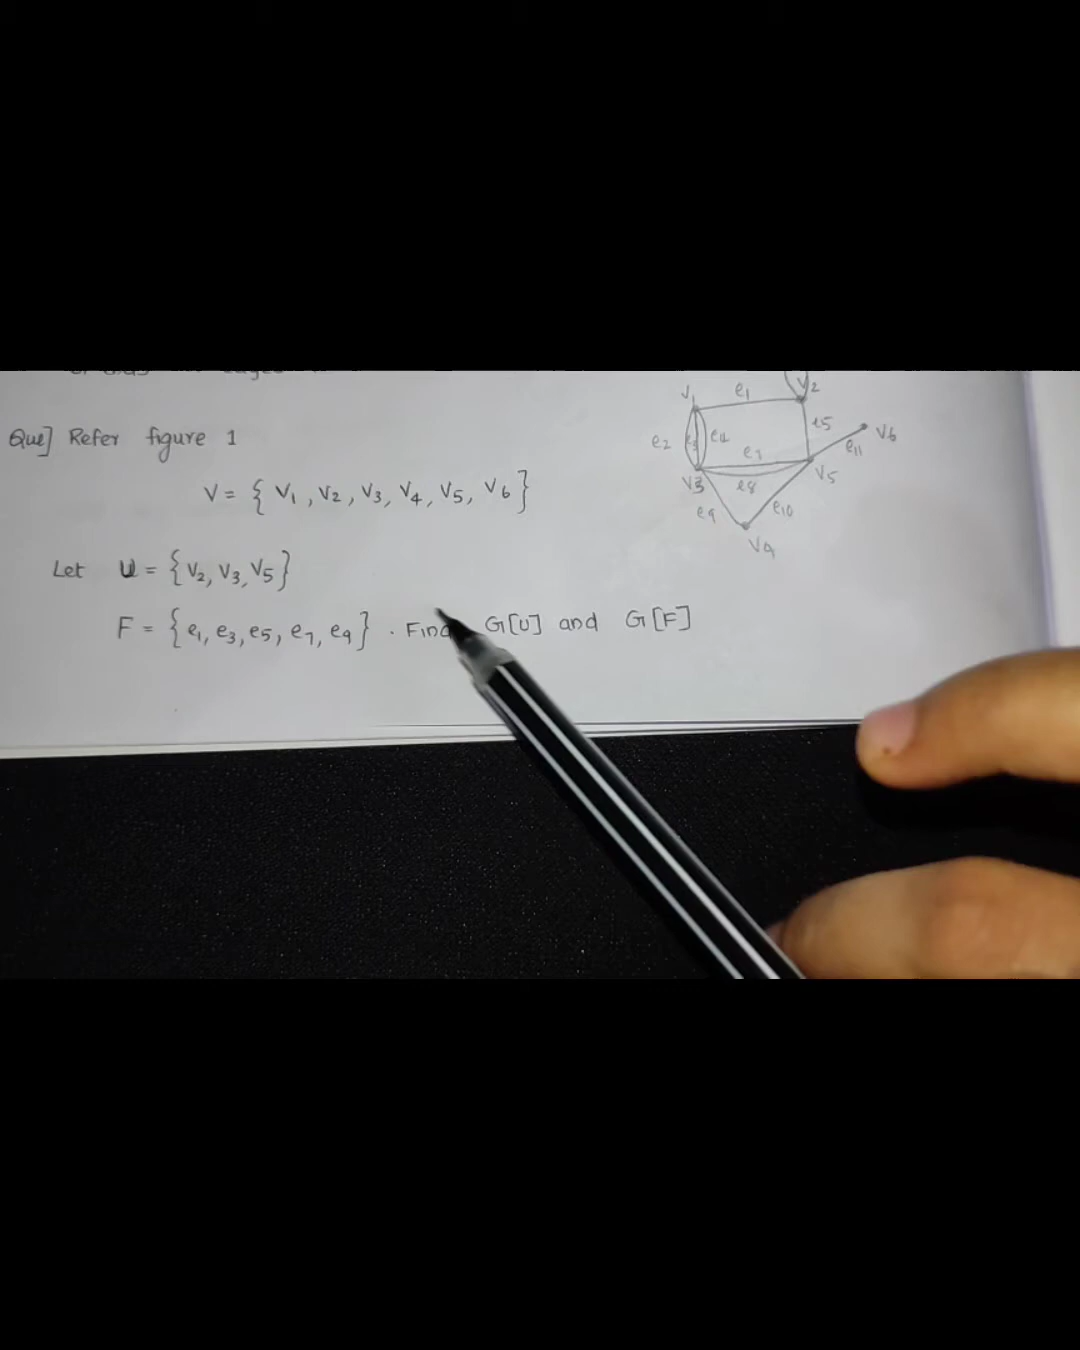 Que] Refer figure 1
V = { V1, V2, V3, V4, V5, V6 }
Let U = { V2, V3, V5 }
F = { e1, e3, e5, e7, e9 } . Find G[U] and G[F]
V1 e1 V2
e2 e3 e4 e5 V6
e7 e11
V3 e8 V5
e9 e10
V4